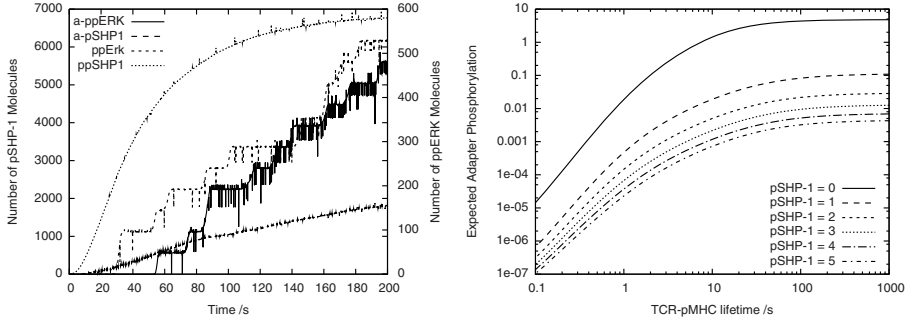 7000
6000
5000
4000
3000
2000
1000
0
Number of pSHP-1 Molecules
a-ppERK
a-pSHP1
ppErk
ppSHP1
600
500
400
300
200
100
0
Number of ppERK Molecules
0 20 40 60 80 100 120 140 160 180 200
Time /s
10
1
0.1
0.01
0.001
0.0001
1e-05
1e-06
1e-07
Expected Adapter Phosphorylation
pSHP-1 = 0
pSHP-1 = 1
pSHP-1 = 2
pSHP-1 = 3
pSHP-1 = 4
pSHP-1 = 5
0.1 1 10 100 1000
TCR-pMHC lifetime /s